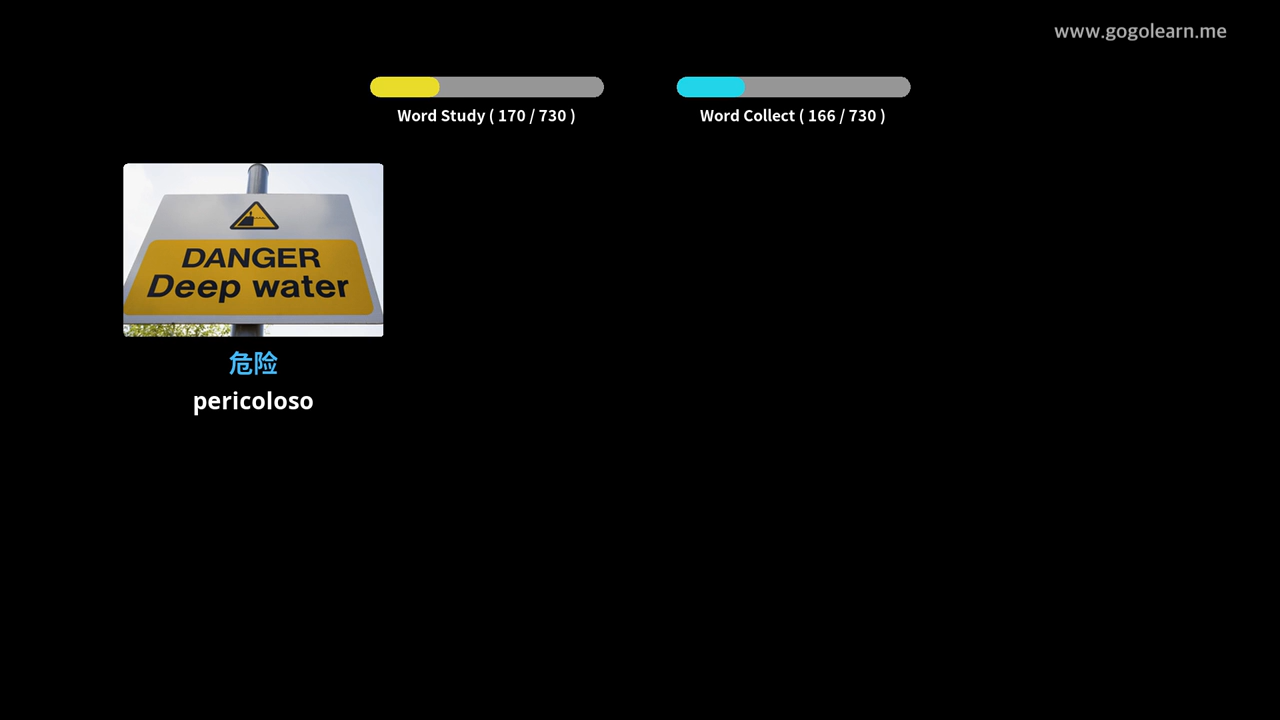 www.gogolearn.me
Word Study ( 170 / 730 )
Word Collect ( 166 / 730 )
DANGER
Deep water
危险
pericoloso